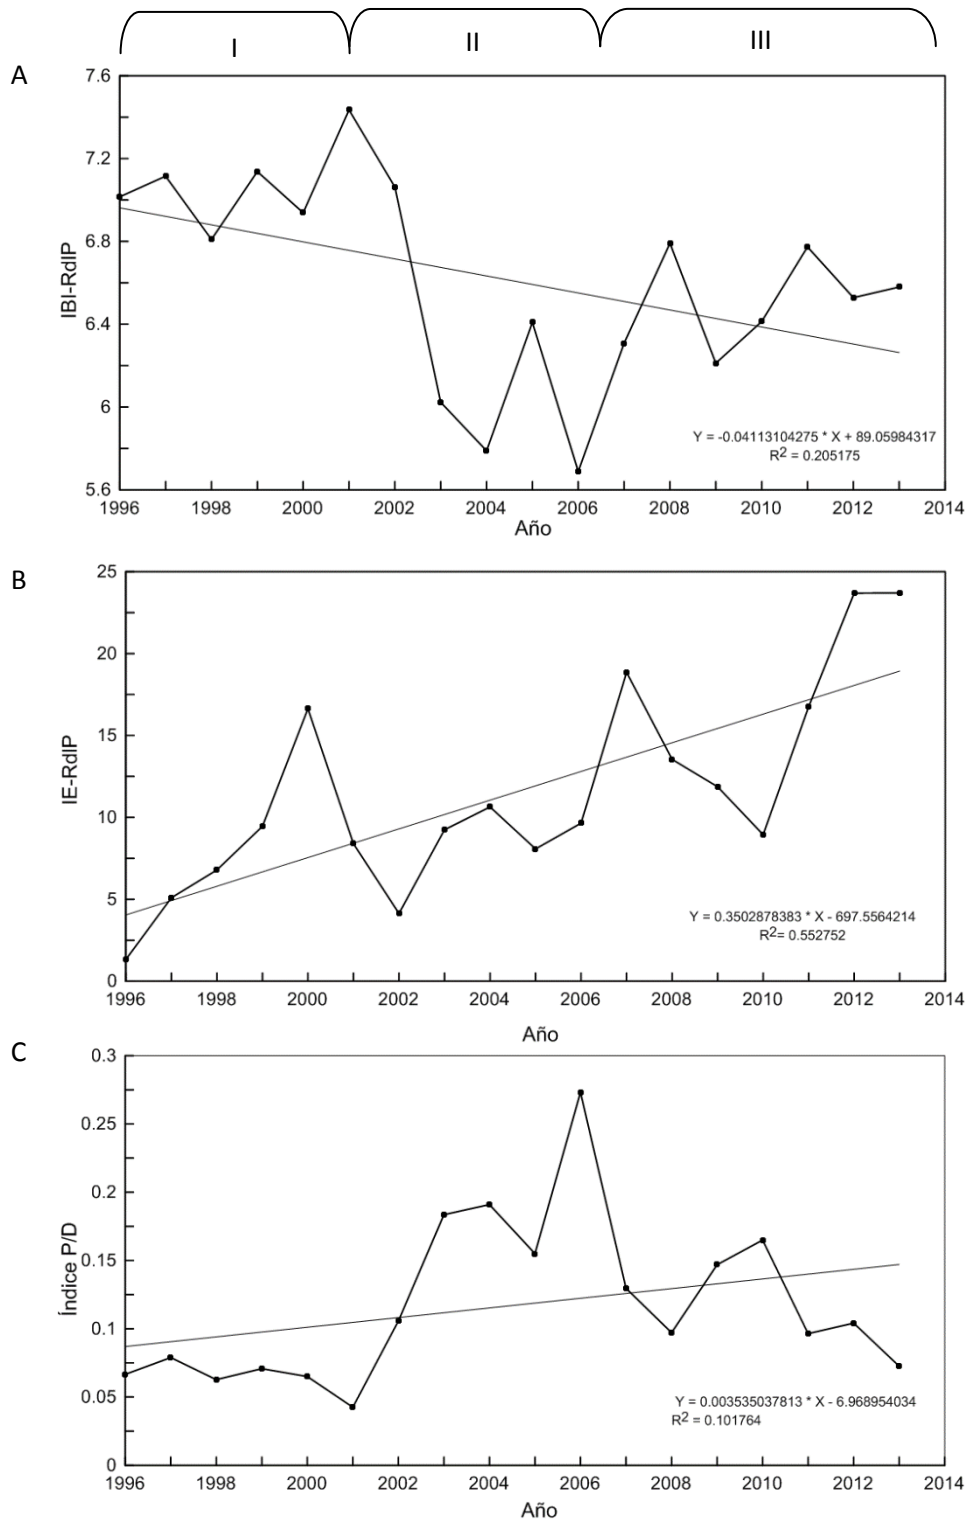 I II III
A
7.6
7.2
6.8
6.4
6
5.6
IBI-RdlP
Y = -0.04113104275 * X + 89.05984317
R2 = 0.205175
1996 1998 2000 2002 2004 2006 2008 2010 2012 2014
Año
B
25
20
15
10
5
0
IE-RdlP
Y = 0.3502878383 * X - 697.5564214
R2= 0.552752
1996 1998 2000 2002 2004 2006 2008 2010 2012 2014
Año
C
0.3
0.25
0.2
0.15
0.1
0.05
0
Índice P/D
Y = 0.003535037813 * X - 6.968954034
R2 = 0.101764
1996 1998 2000 2002 2004 2006 2008 2010 2012 2014
Año